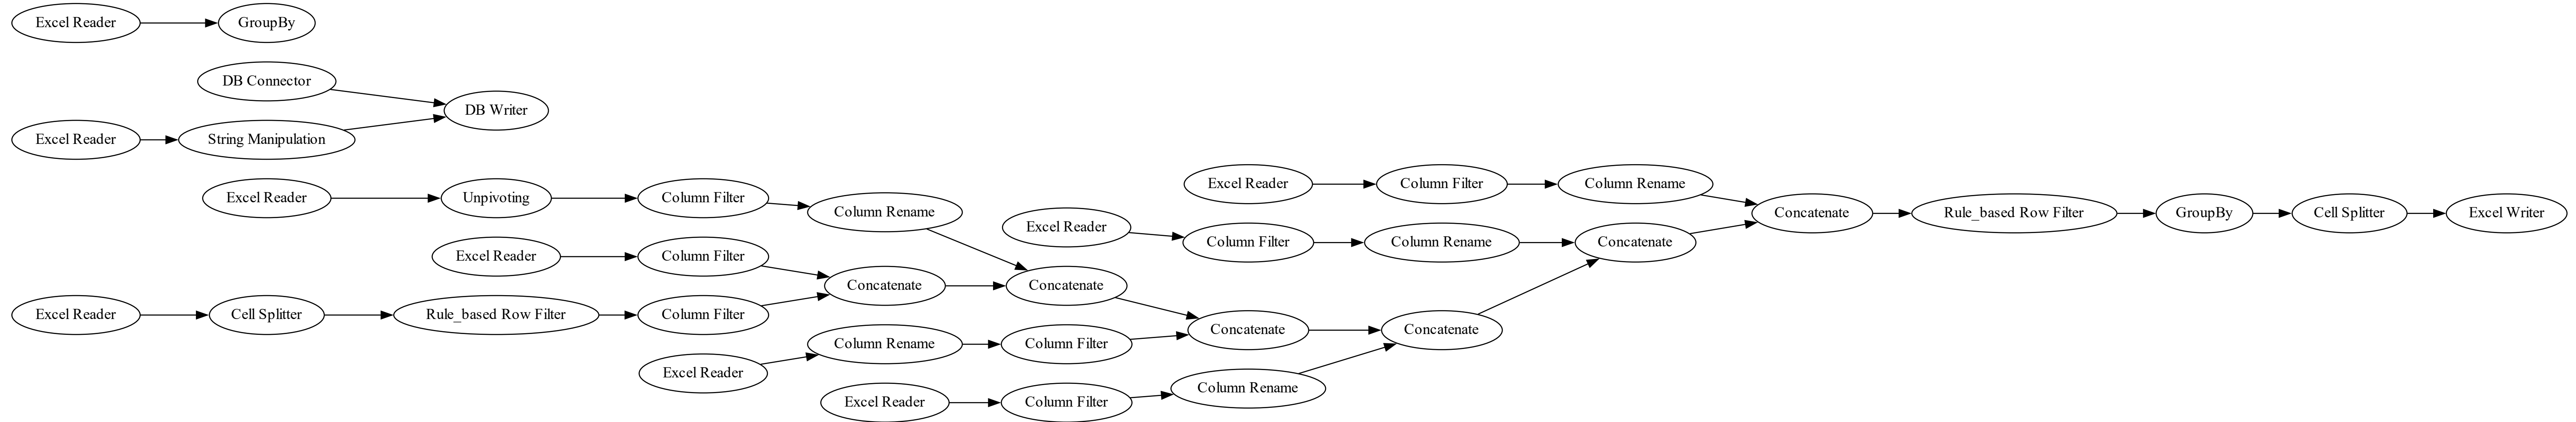 Excel Reader
GroupBy
DB Connector
DB Writer
Excel Reader
String Manipulation
Excel Reader
Unpivoting
Column Filter
Column Rename
Excel Reader
Column Filter
Column Rename
Concatenate
Rule_based Row Filter
GroupBy
Cell Splitter
Excel Writer
Excel Reader
Column Filter
Column Rename
Concatenate
Excel Reader
Column Filter
Concatenate
Concatenate
Excel Reader
Cell Splitter
Rule_based Row Filter
Column Filter
Concatenate
Concatenate
Excel Reader
Column Rename
Column Filter
Excel Reader
Column Filter
Column Rename